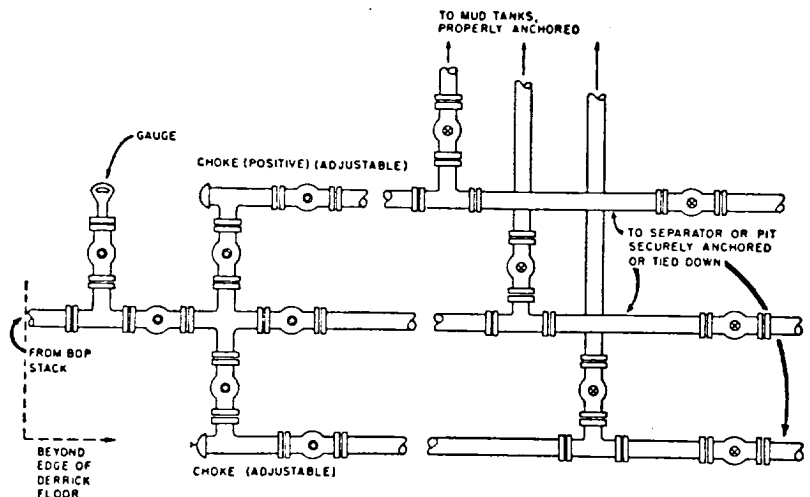 TO MUD TANKS,
PROPERLY ANCHORED
GAUGE
CHOKE (POSITIVE) (ADJUSTABLE)
TO SEPARATOR OR PIT
SECURELY ANCHORED
OR TIED DOWN
FROM BOP
STACK
BEYOND
EDGE OF
DERRICK
FLOOR
CHOKE (ADJUSTABLE)